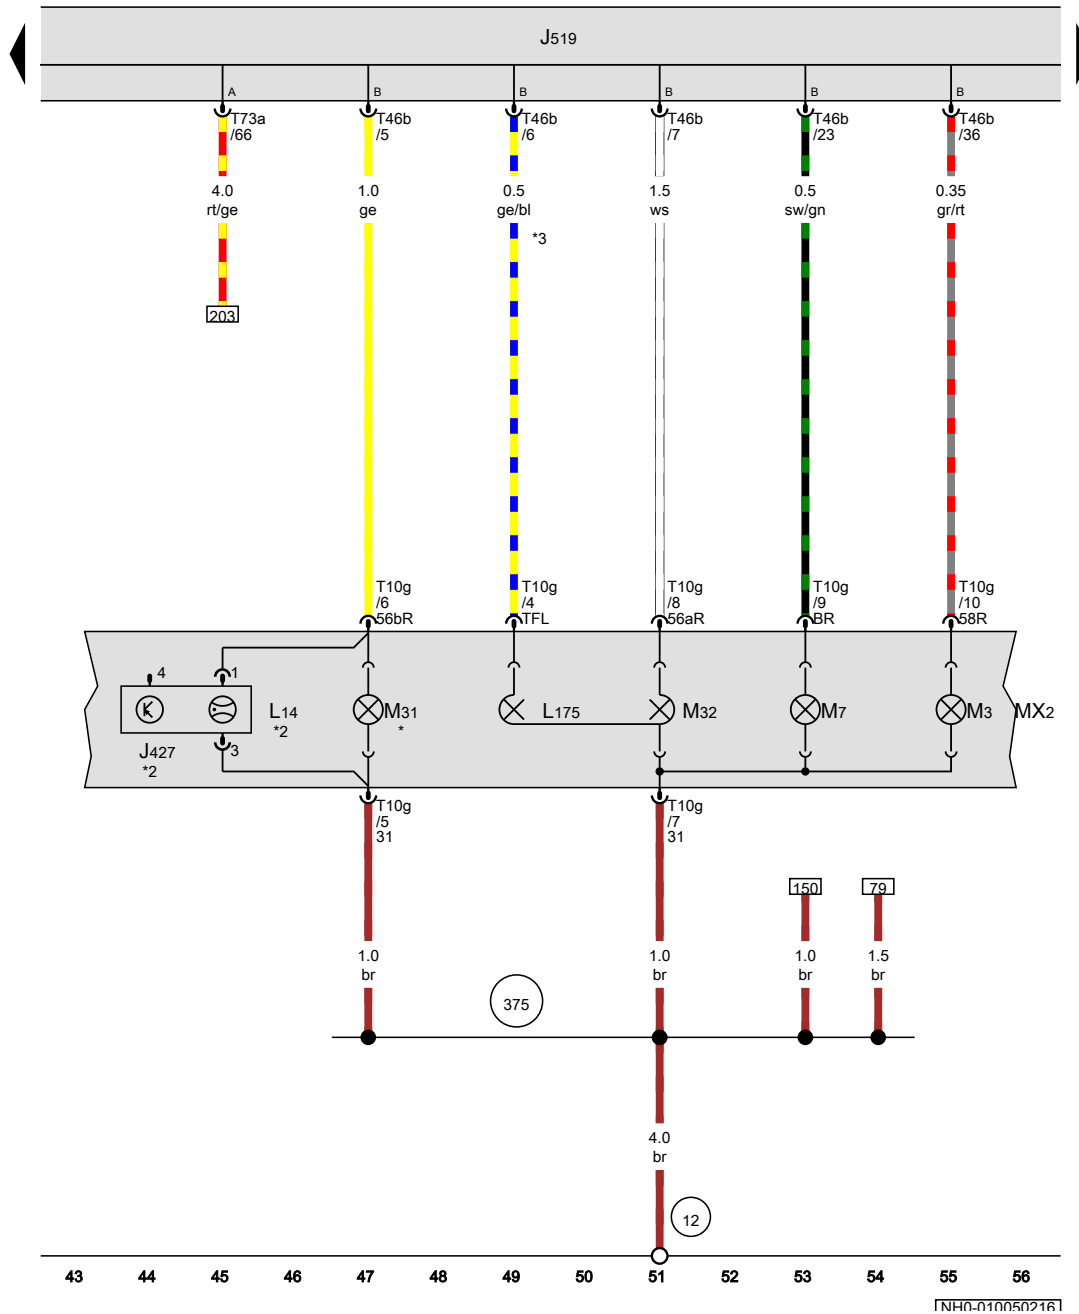 J519
A
B
B
B
B
B
T73a
/66
T46b
/5
T46b
/6
T46b
/7
T46b
/23
T46b
/36
4.0
rt/ge
1.0
ge
0.5
ge/bl
1.5
ws
0.5
sw/gn
0.35
gr/rt
*3
203
T10g
/6
56bR
T10g
/4
TFL
T10g
/8
56aR
T10g
/9
BR
T10g
/10
58R
4
1
L14
*2
M31
*
L175
M32
M7
M3
MX2
J427
*2
3
T10g
/5
31
T10g
/7
31
150
79
1.0
br
1.0
br
1.0
br
1.5
br
375
4.0
br
12
43 44 45 46 47 48 49 50 51 52 53 54 55 56
NH0-010050216